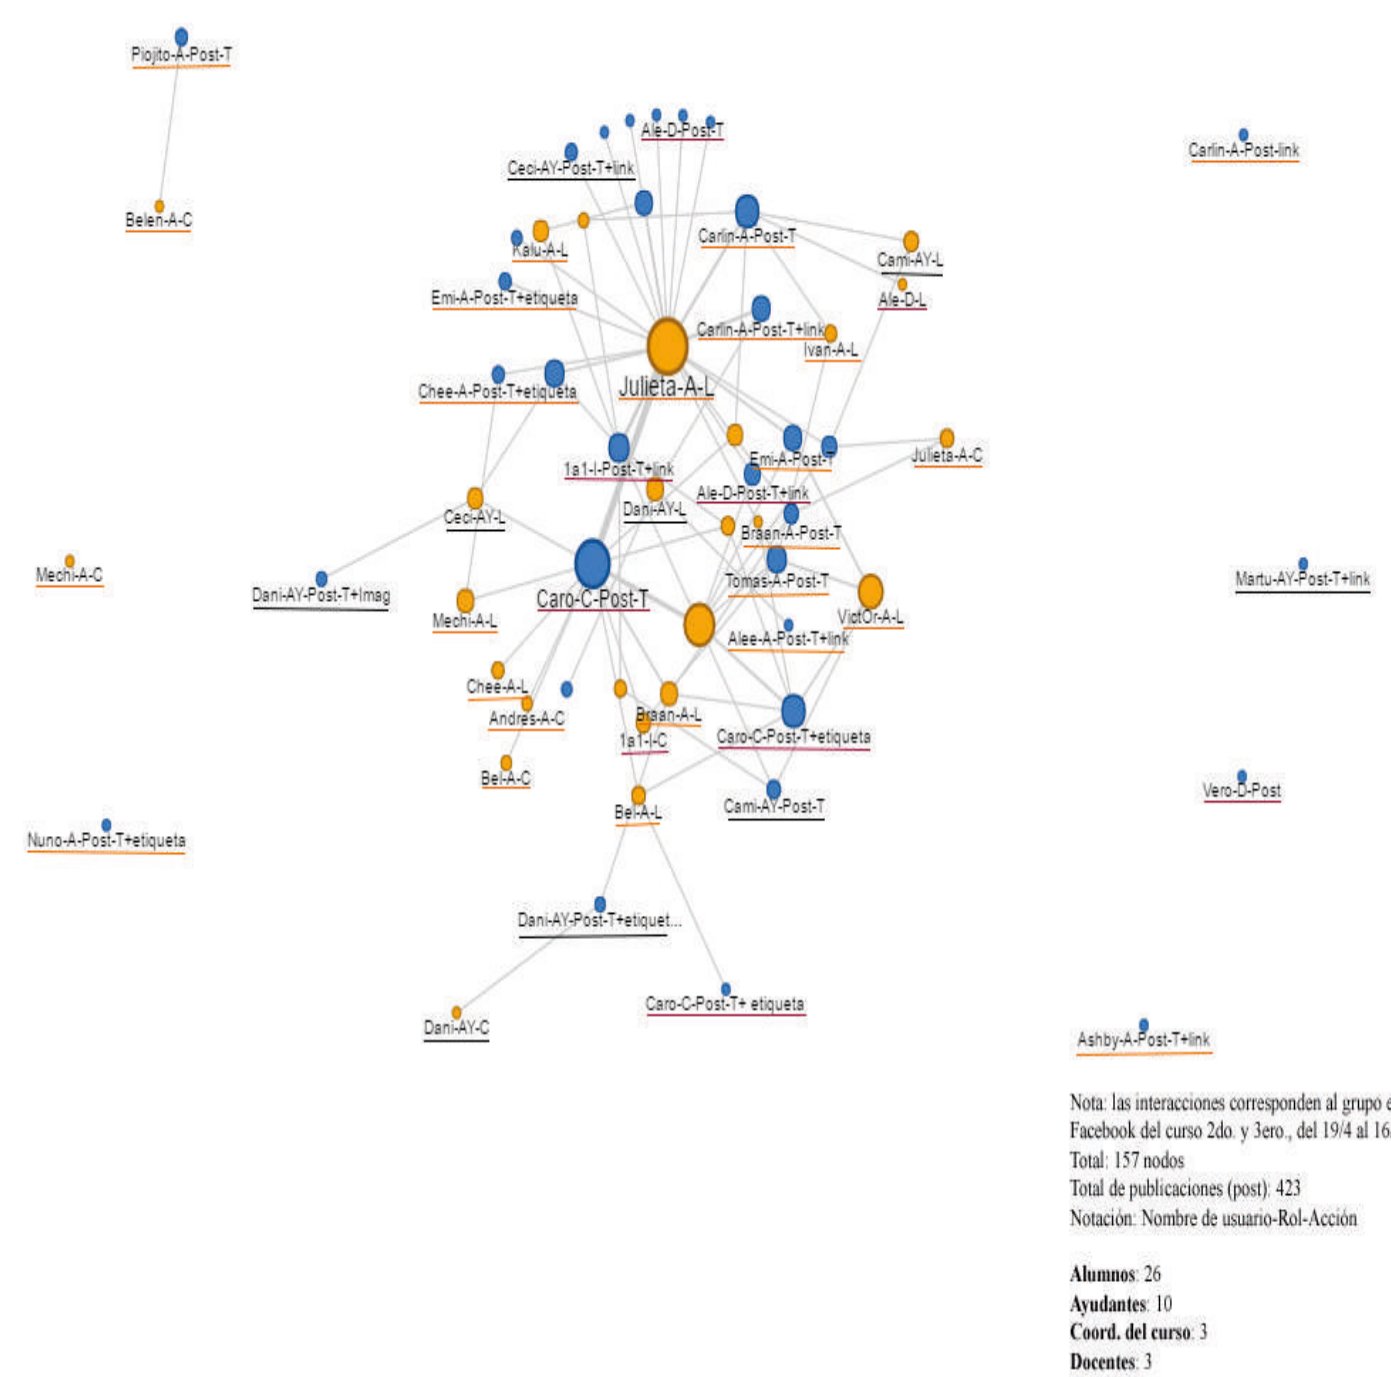 Piojito-A-Post-T
Belen-A-C
Ale-D-Post-T
Ceci-AY-Post-T+link
Carlin-A-Post-link
Kalu-A-L
Carlin-A-Post-T
Cami-AY-L
Emi-A-Post-T+etiqueta
Ale-D-L
Carlin-A-Post-T+link
Ivan-A-L
Julieta-A-L
Chee-A-Post-T+etiqueta
Emi-A-Post-T
Julieta-A-C
1a1-I-Post-T+link
Ale-D-Post-T+link
Dani-AY-L
Ceci-AY-L
Braan-A-Post-T
Mechi-A-C
Dani-AY-Post-T+Imag
Caro-C-Post-T
Tomas-A-Post-T
Martu-AY-Post-T+link
Mechi-A-L
VictOr-A-L
Alee-A-Post-T+link
Chee-A-L
Andres-A-C
Braan-A-L
1a1-I-C
Caro-C-Post-T+etiqueta
Bel-A-C
Vero-D-Post
Bel-A-L
Cami-AY-Post-T
Nuno-A-Post-T+etiqueta
Dani-AY-Post-T+etiquet...
Caro-C-Post-T+ etiqueta
Dani-AY-C
Ashby-A-Post-T+link
Nota: las interacciones corresponden al grupo e
Facebook del curso 2do. y 3ero., del 19/4 al 16
Total: 157 nodos
Total de publicaciones (post): 423
Notación: Nombre de usuario-Rol-Acción
Alumnos: 26
Ayudantes: 10
Coord. del curso: 3
Docentes: 3